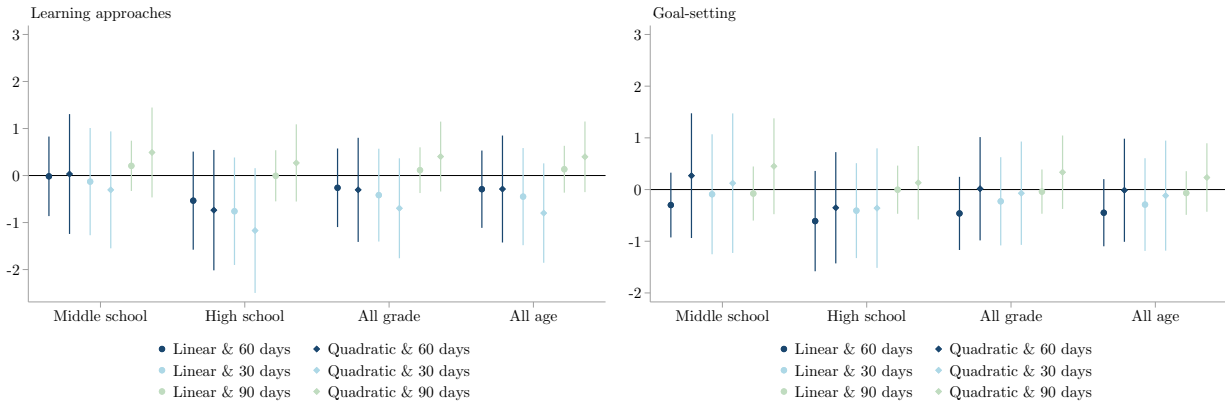 Learning approaches
3
2
1
0
-1
-2
Middle school High school All grade All age
Linear & 60 days Quadratic & 60 days
Linear & 30 days Quadratic & 30 days
Linear & 90 days Quadratic & 90 days
Goal-setting
3
2
1
0
-1
-2
Middle school High school All grade All age
Linear & 60 days Quadratic & 60 days
Linear & 30 days Quadratic & 30 days
Linear & 90 days Quadratic & 90 days